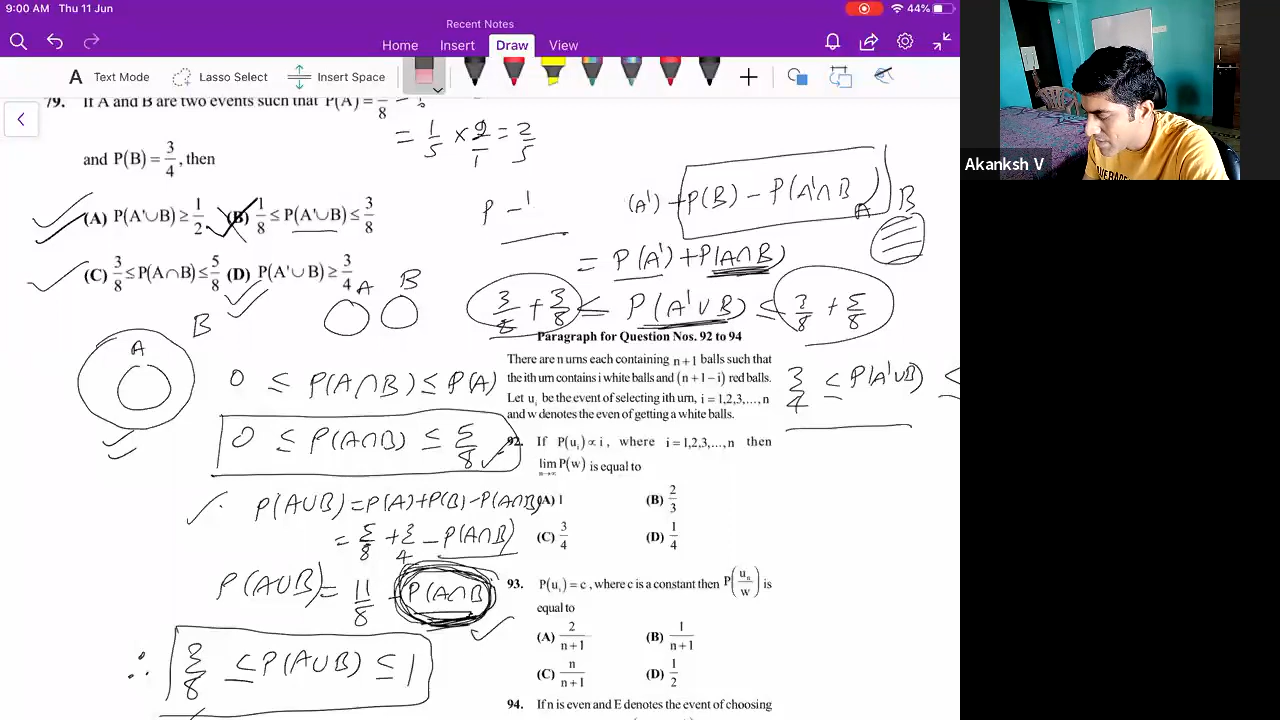 9:00 AM Thu 11 Jun
44%
Recent Notes
Home Insert Draw View
A Text Mode Lasso Select Insert Space
79. If A and B are two events such that P(A) = /8
= 1/5 × 2/1 = 2/5
and P(B) = 3/4, then
(A) P(A'∪B) ≥ 1/2 (B) 1/8 ≤ P(A'∪B) ≤ 3/8
(C) 3/8 ≤ P(A∩B) ≤ 5/8 (D) P(A'∪B) ≥ 3/4
P - 1
(A') + P(B) - P(A'∩B)
A B
= P(A') + P(A∩B)
3/8 + 3/8 ≤ P(A'∪B) ≤ 3/8 + 5/8
3/4 ≤ P(A'∪B) ≤
A B
B
A
0 ≤ P(A∩B) ≤ P(A)
0 ≤ P(A∩B) ≤ 5/8
P(A∪B) = P(A) + P(B) - P(A∩B)
= 5/8 + 3/4 - P(A∩B)
P(A∪B) = 11/8 - P(A∩B)
∴ 3/8 ≤ P(A∪B) ≤ 1
Paragraph for Question Nos. 92 to 94
There are n urns each containing n+1 balls such that
the ith urn contains i white balls and (n+1−i) red balls.
Let u_i be the event of selecting ith urn, i = 1,2,3,...,n
and w denotes the even of getting a white balls.
92. If P(u_i) ∝ i, where i = 1,2,3,...,n then
lim n→∞ P(w) is equal to
(A) 1 (B) 2/3
(C) 3/4 (D) 1/4
93. P(u_i) = c, where c is a constant then P(u_n/w) is
equal to
(A) 2/(n+1) (B) 1/(n+1)
(C) n/(n+1) (D) 1/2
94. If n is even and E denotes the event of choosing
Akanksh V